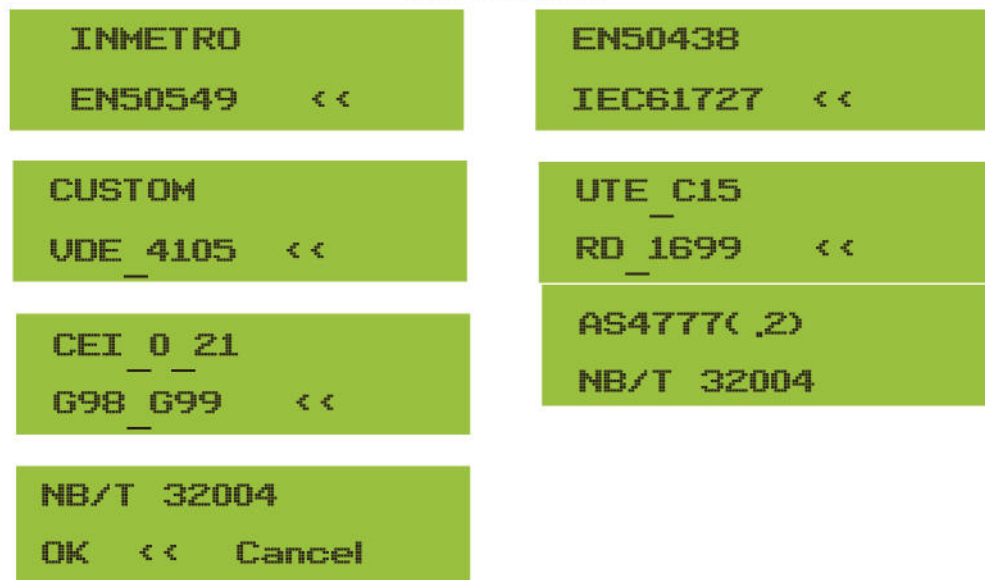 INMETRO
EN50549 <<
EN50438
IEC61727 <<
CUSTOM
VDE_4105 <<
UTE_C15
RD_1699 <<
CEI_0_21
G98_G99 <<
AS4777(.2)
NB/T 32004
NB/T 32004
OK << Cancel